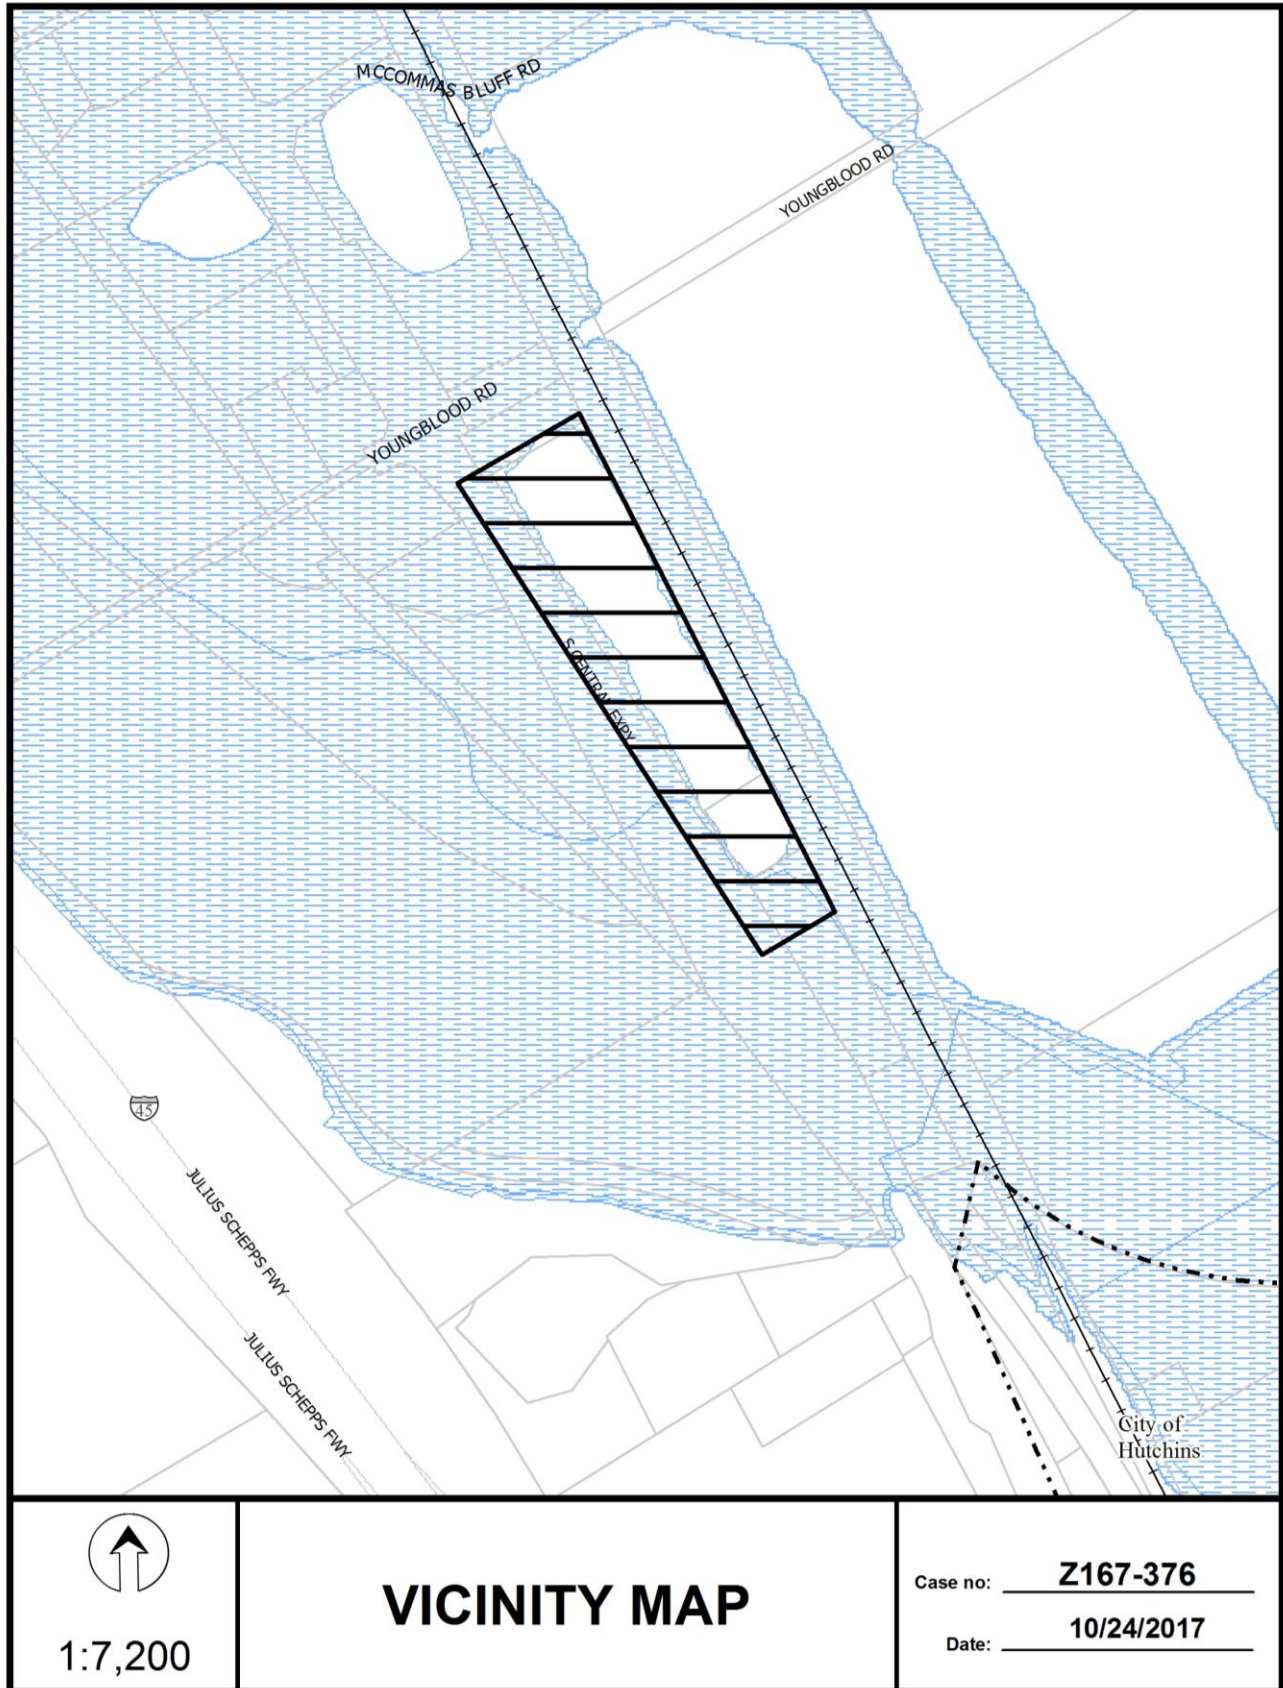 MCCOMMAS BLUFF RD
YOUNGBLOOD RD
YOUNGBLOOD RD
S CENTRAL EXPY
45
JULIUS SCHEPPS FWY
JULIUS SCHEPPS FWY
City of
Hutchins
1:7,200
VICINITY MAP
Case no: Z167-376
Date: 10/24/2017